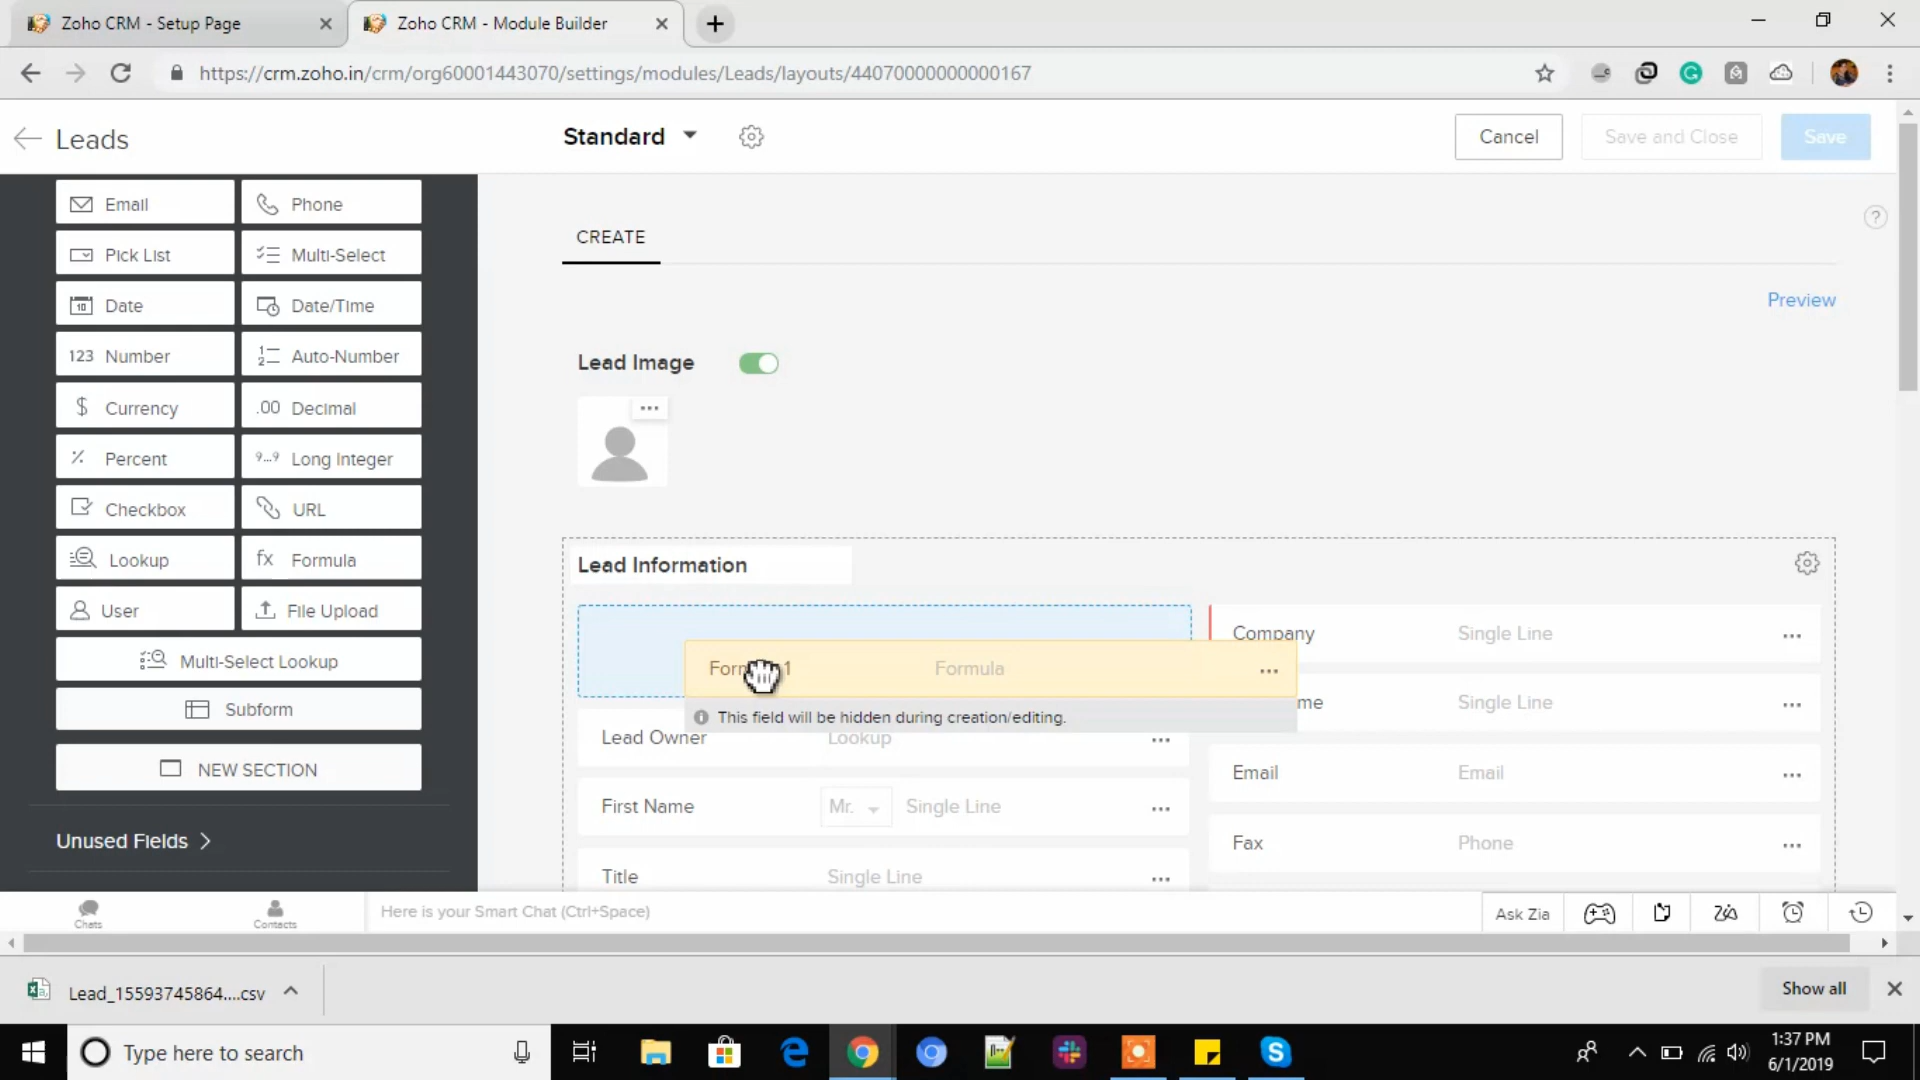 Zoho CRM - Setup Page
Zoho CRM - Module Builder
https://crm.zoho.in/crm/org60001443070/settings/modules/Leads/layouts/44070000000000167
Leads
Standard
Cancel
Save and Close
Save
Email
Phone
Pick List
Multi-Select
Date
Date/Time
123 Number
Auto-Number
$ Currency
.00 Decimal
% Percent
9...9 Long Integer
Checkbox
URL
Lookup
fx Formula
User
File Upload
Multi-Select Lookup
Subform
NEW SECTION
Unused Fields
CREATE
Preview
Lead Image
Lead Information
Formula
This field will be hidden during creation/editing.
Lead Owner
Lookup
First Name
Mr.
Single Line
Title
Single Line
Company
Single Line
Single Line
Email
Email
Fax
Phone
Chats
Contacts
Here is your Smart Chat (Ctrl+Space)
Ask Zia
Lead_15593745864....csv
Show all
Type here to search
1:37 PM
6/1/2019